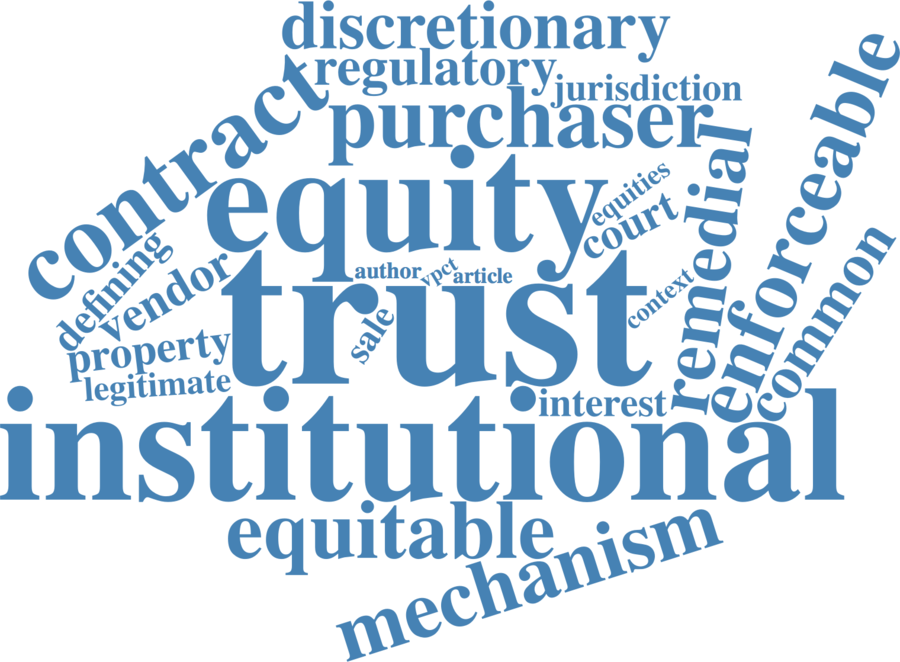 discretionary
regulatory
jurisdiction
contract
purchaser
enforceable
equity
equities
court
remedial
defining
vendor
author
vpct
article
trust
sale
context
common
property
legitimate
interest
institutional
equitable
mechanism